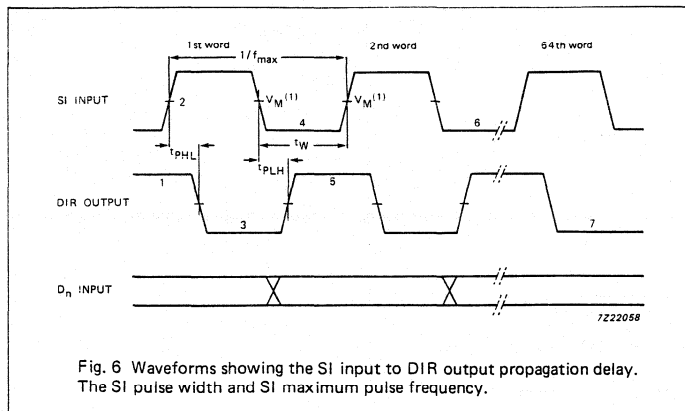 1st word 2nd word 64th word
1/fmax
SI INPUT
2 VM(1) 4 VM(1) 6
tW
tPHL
tPLH
DIR OUTPUT
1 3 5 7
Dn INPUT
7Z22058
Fig. 6 Waveforms showing the SI input to DIR output propagation delay.
The SI pulse width and SI maximum pulse frequency.